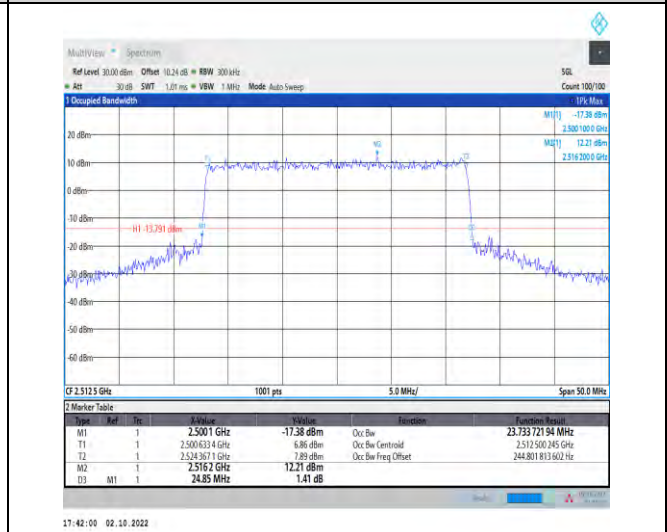 MultiView Spectrum
Ref Level 30.00 dBm Offset 10.24 dB RBW 300 kHz SGL
Att 30 dB SWT 1.01 ms VBW 1 MHz Mode Auto Sweep Count 100/100
1 Occupied Bandwidth 1Pk Max
M1[1] -17.38 dBm
2.500 100 0 GHz
M2[1] 12.21 dBm
2.516 200 0 GHz
20 dBm
M2
10 dBm
T1
T2
0 dBm
-10 dBm
H1 -13.791 dBm
M1
D3
-20 dBm
-30 dBm
-40 dBm
-50 dBm
-60 dBm
CF 2.512 5 GHz 1001 pts 5.0 MHz/ Span 50.0 MHz
2 Marker Table
Type Ref Trc X-Value Y-Value Function Function Result
M1 1 2.5001 GHz -17.38 dBm Occ Bw 23.733 721 94 MHz
T1 1 2.500 633 4 GHz 6.86 dBm Occ Bw Centroid 2.512 500 245 GHz
T2 1 2.524 367 1 GHz 7.89 dBm Occ Bw Freq Offset 244.801 813 602 Hz
M2 1 2.516 2 GHz 12.21 dBm
D3 M1 1 24.85 MHz 1.41 dB
17:42:00 02.10.2022